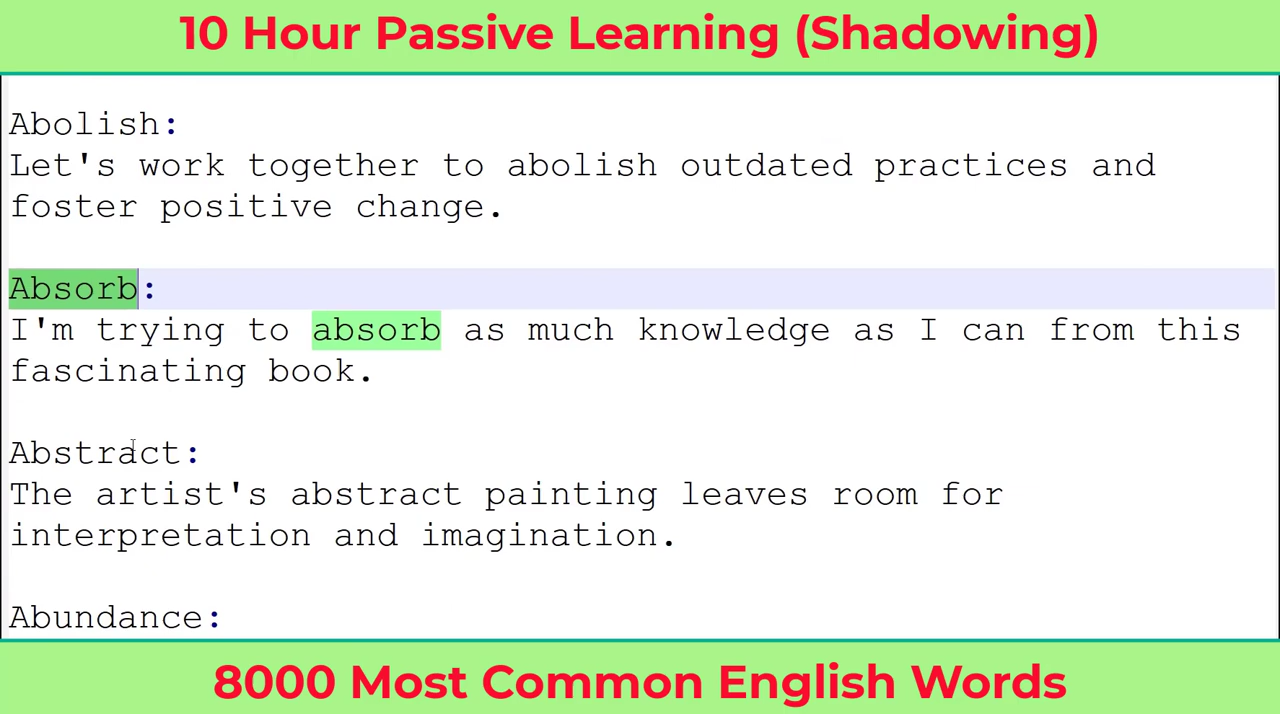 10 Hour Passive Learning (Shadowing)
Abolish:
Let's work together to abolish outdated practices and
foster positive change.
Absorb:
I'm trying to absorb as much knowledge as I can from this
fascinating book.
Abstract:
The artist's abstract painting leaves room for
interpretation and imagination.
Abundance:
8000 Most Common English Words